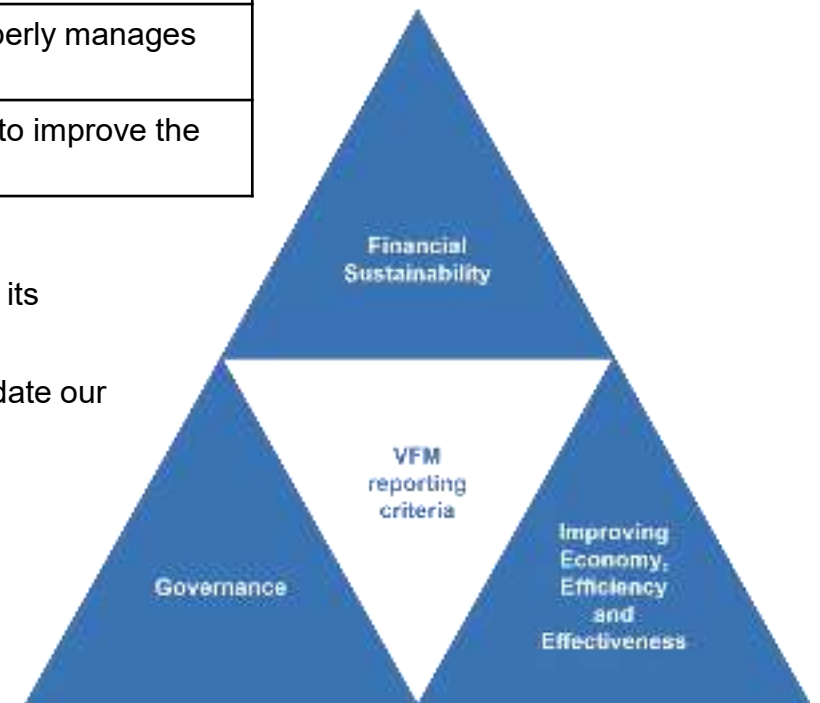 perly manages
to improve the
its
date our
Financial
Sustainability
VFM
reporting
criteria
Governance
Improving
Economy,
Efficiency
and
Effectiveness